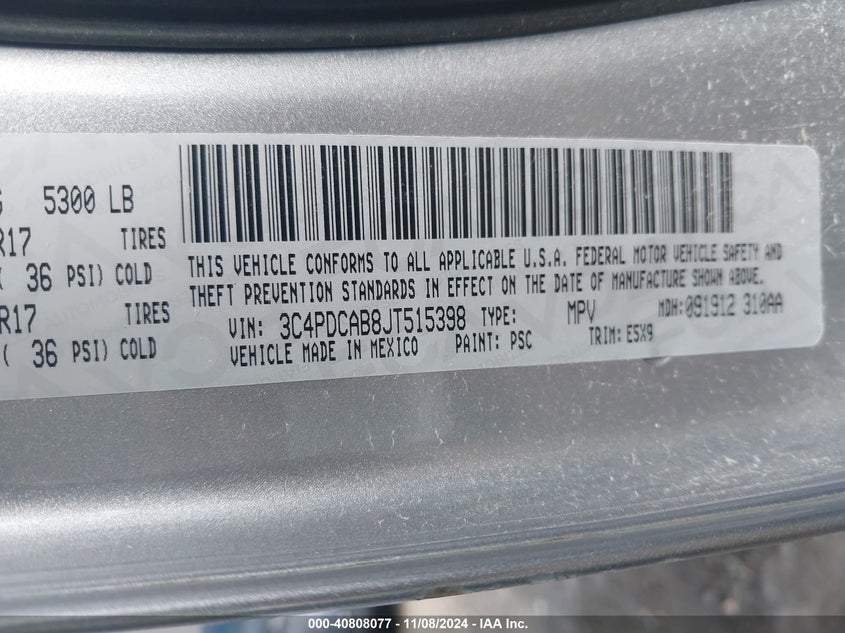 G 5300 LB
R17 TIRES
( 36 PSI) COLD
R17 TIRES
( 36 PSI) COLD
THIS VEHICLE CONFORMS TO ALL APPLICABLE U.S.A. FEDERAL MOTOR VEHICLE SAFETY AND
THEFT PREVENTION STANDARDS IN EFFECT ON THE DATE OF MANUFACTURE SHOWN ABOVE.
VIN: 3C4PDCAB8JT515398 TYPE: MPV MDH: 091912 310AA
VEHICLE MADE IN MEXICO PAINT: PSC TRIM: E5X9
000-40808077 - 11/08/2024 - IAA Inc.